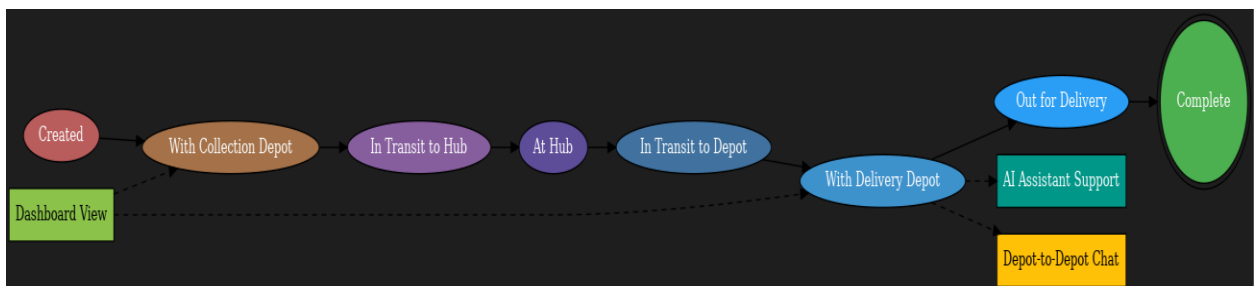 Created
With Collection Depot
In Transit to Hub
At Hub
In Transit to Depot
With Delivery Depot
Out for Delivery
Complete
Dashboard View
AI Assistant Support
Depot-to-Depot Chat